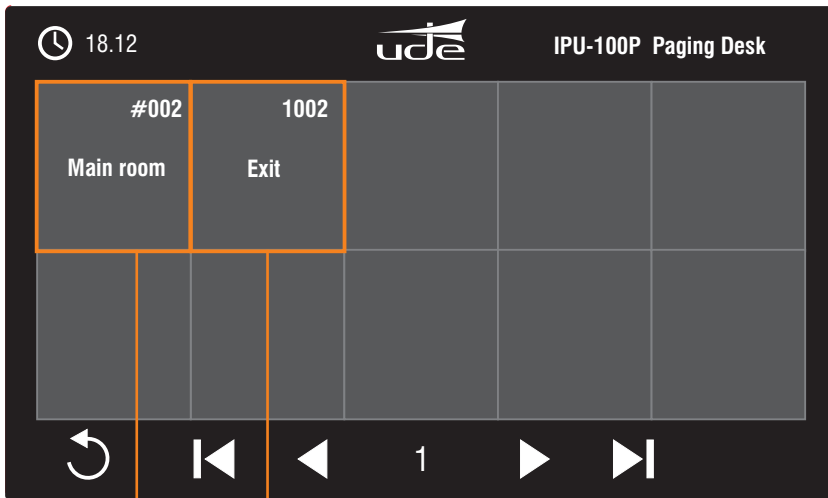 18.12
ude
IPU-100P Paging Desk
#002
1002
Main room
Exit
1